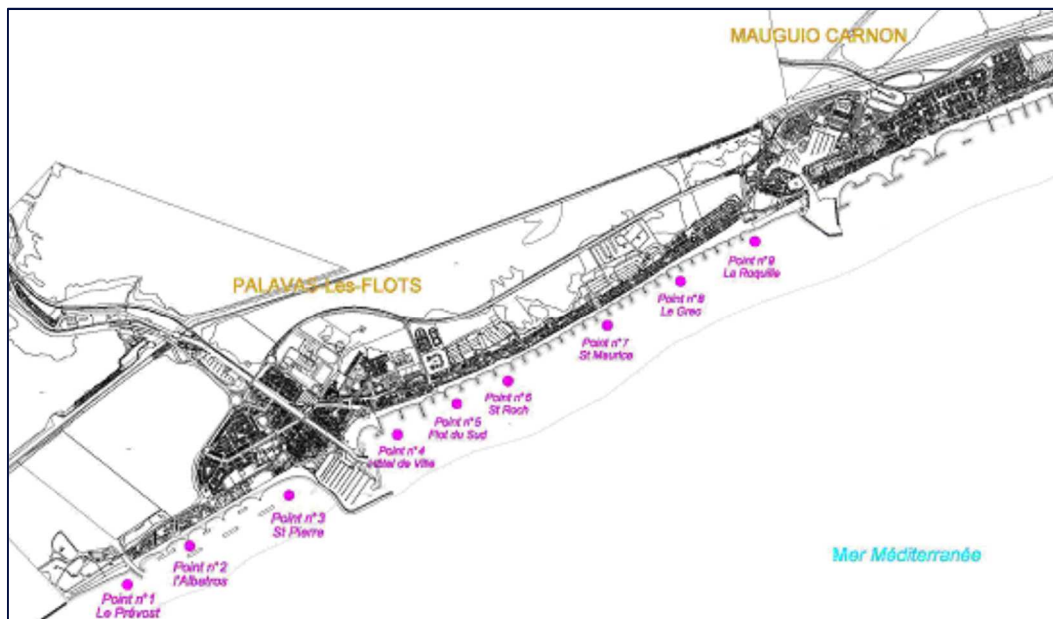 MAUGUIO CARNON
PALAVAS-Les-FLOTS
Point n°9
La Roquille
Point n°8
Le Grec
Point n°7
St Maurice
Point n°6
St Roch
Point n°5
Flot du Sud
Point n°4
Hôtel de Ville
Point n°3
St Pierre
Point n°2
l'Albatros
Point n°1
Le Prévost
Mer Méditerranée